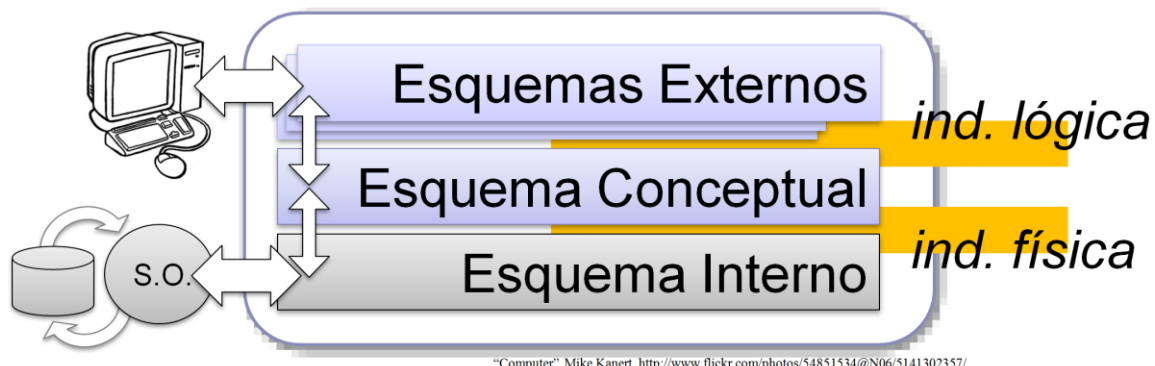 Esquemas Externos
ind. lógica
Esquema Conceptual
ind. física
S.O.
Esquema Interno
"Computer", Mike Kanert, http://www.flickr.com/photos/54851534@N06/5141302357/